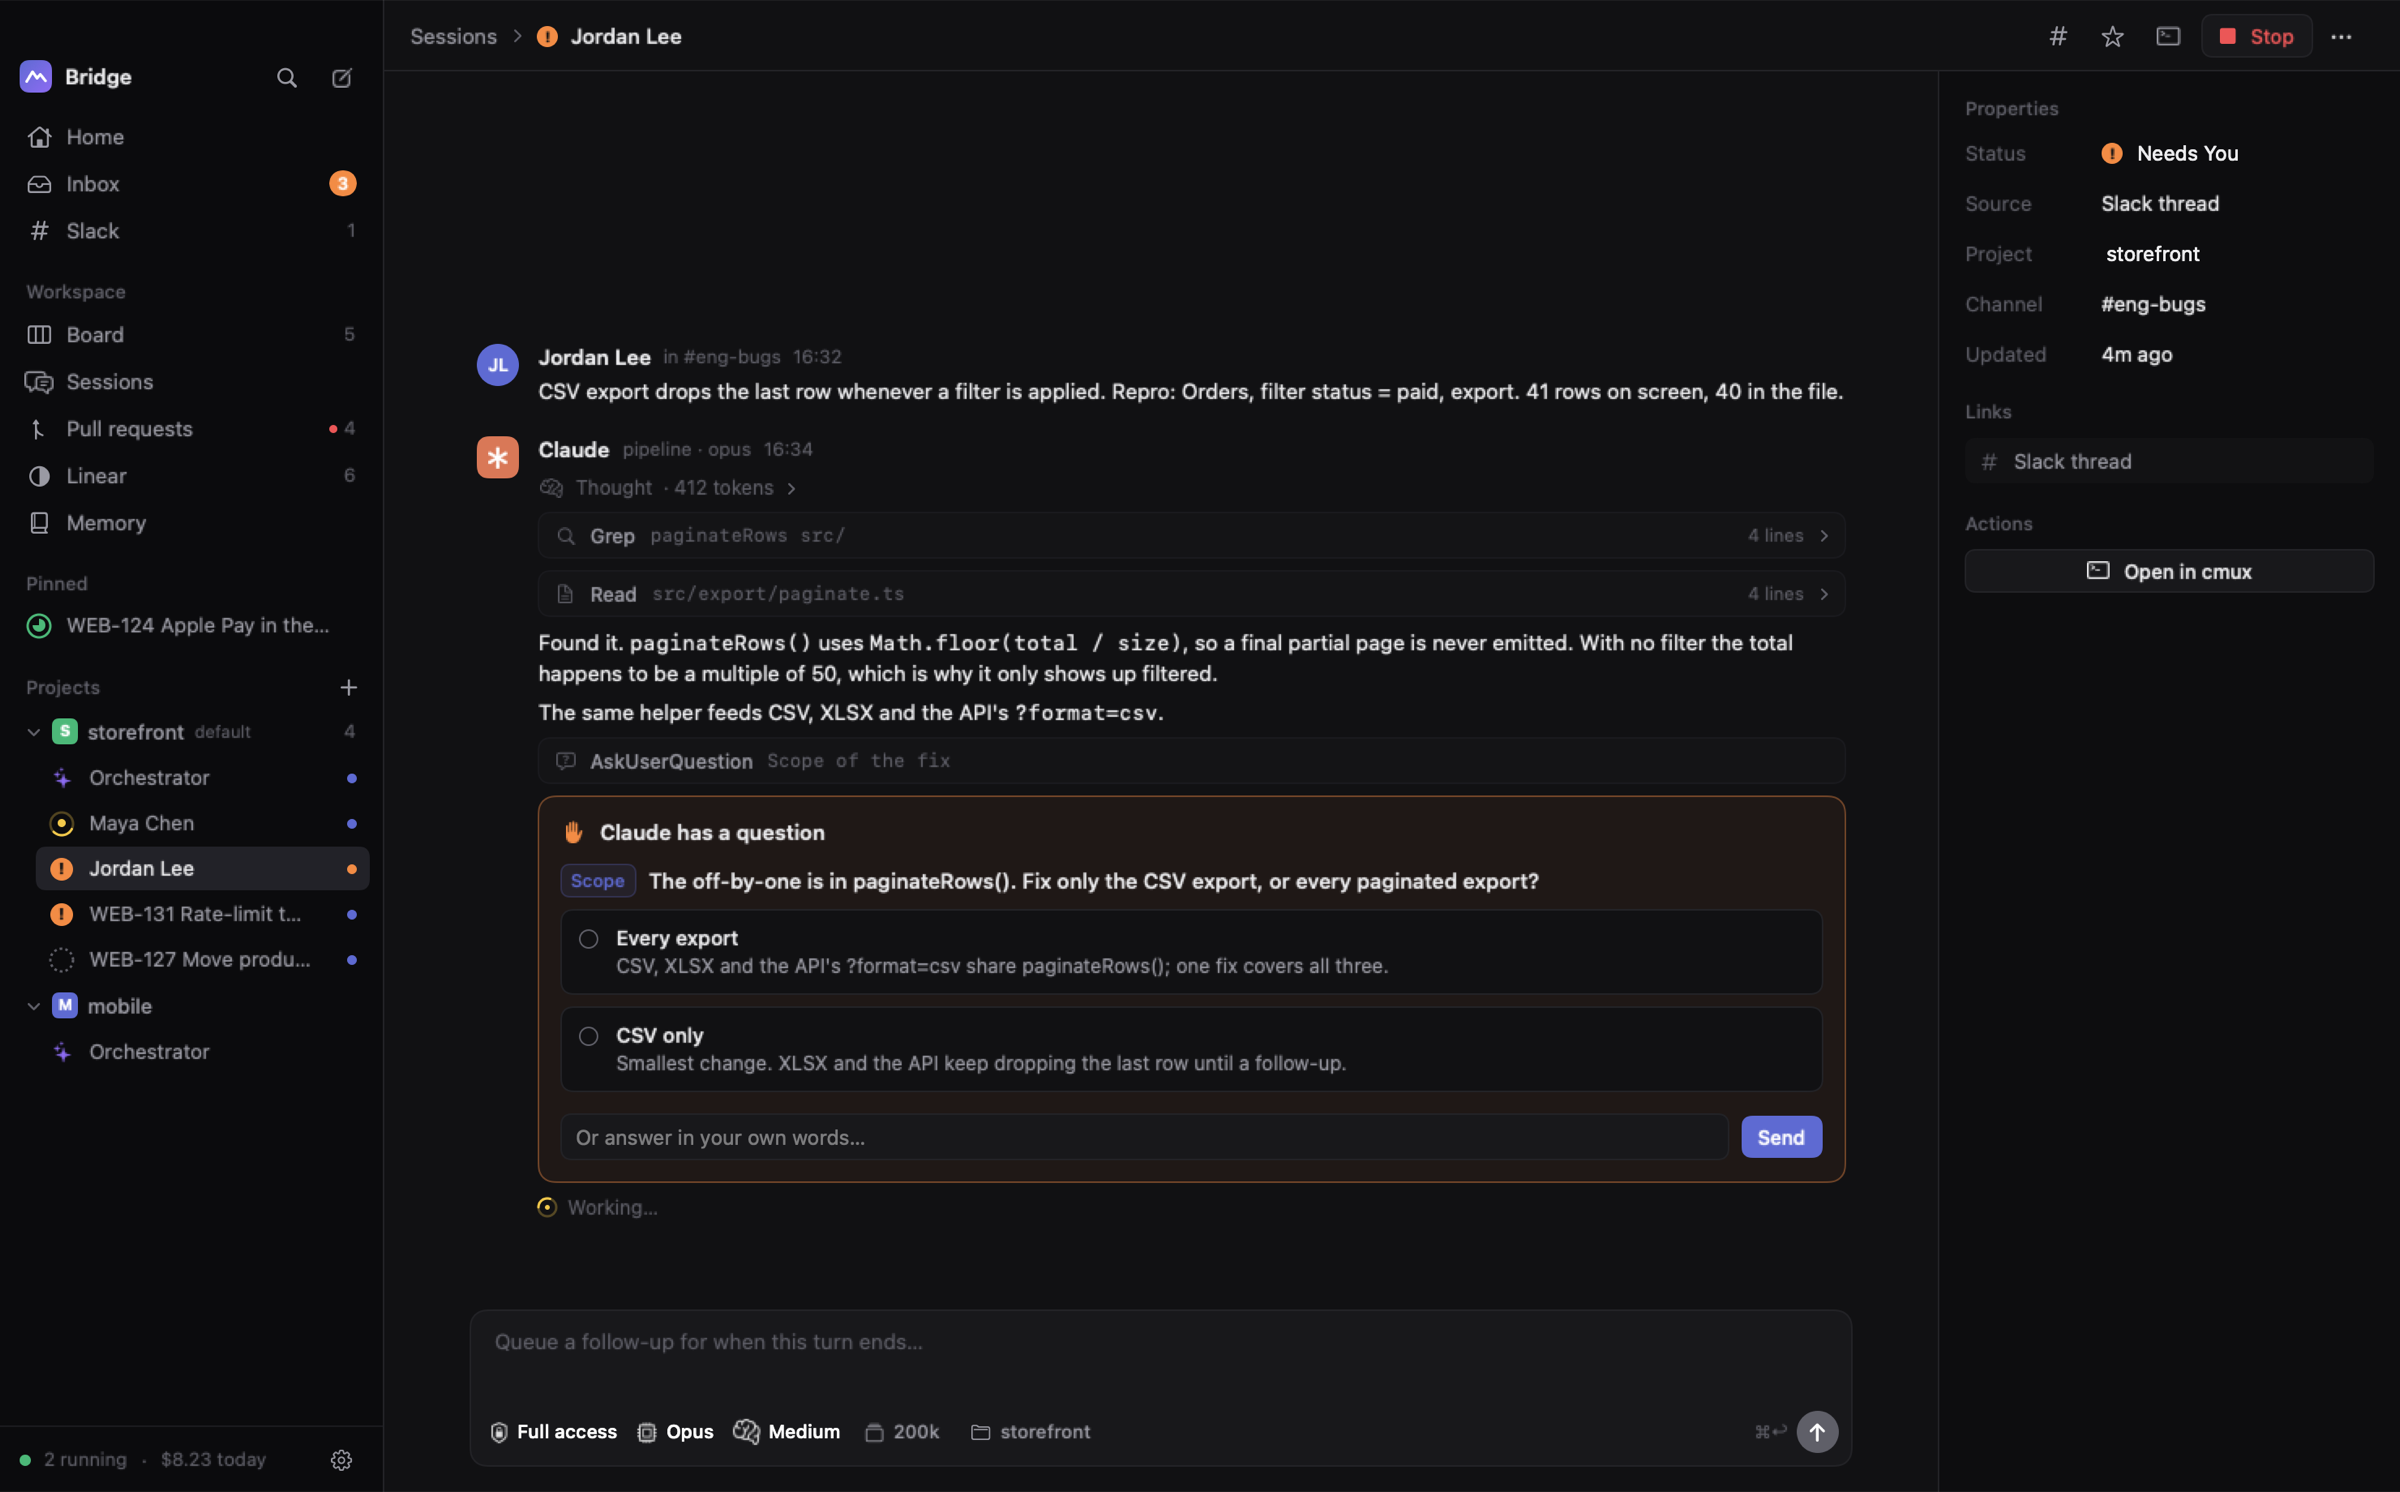 Bridge
Home
Inbox 3
Slack 1
Workspace
Board 5
Sessions
Pull requests 4
Linear 6
Memory
Pinned
WEB-124 Apple Pay in the...
Projects
S storefront default 4
Orchestrator
Maya Chen
! Jordan Lee
! WEB-131 Rate-limit t...
WEB-127 Move produ...
M mobile
Orchestrator
2 running · $8.23 today
Sessions > ! Jordan Lee
# Stop ...
JL Jordan Lee in #eng-bugs 16:32
CSV export drops the last row whenever a filter is applied. Repro: Orders, filter status = paid, export. 41 rows on screen, 40 in the file.
Claude pipeline · opus 16:34
Thought · 412 tokens >
Grep paginateRows src/ 4 lines >
Read src/export/paginate.ts 4 lines >
Found it. paginateRows() uses Math.floor(total / size), so a final partial page is never emitted. With no filter the total
happens to be a multiple of 50, which is why it only shows up filtered.
The same helper feeds CSV, XLSX and the API's ?format=csv.
AskUserQuestion Scope of the fix
Claude has a question
Scope The off-by-one is in paginateRows(). Fix only the CSV export, or every paginated export?
Every export
CSV, XLSX and the API's ?format=csv share paginateRows(); one fix covers all three.
CSV only
Smallest change. XLSX and the API keep dropping the last row until a follow-up.
Or answer in your own words... Send
Working...
Queue a follow-up for when this turn ends...
Full access Opus Medium 200k storefront ⌘↩
Properties
Status ! Needs You
Source Slack thread
Project storefront
Channel #eng-bugs
Updated 4m ago
Links
# Slack thread
Actions
Open in cmux